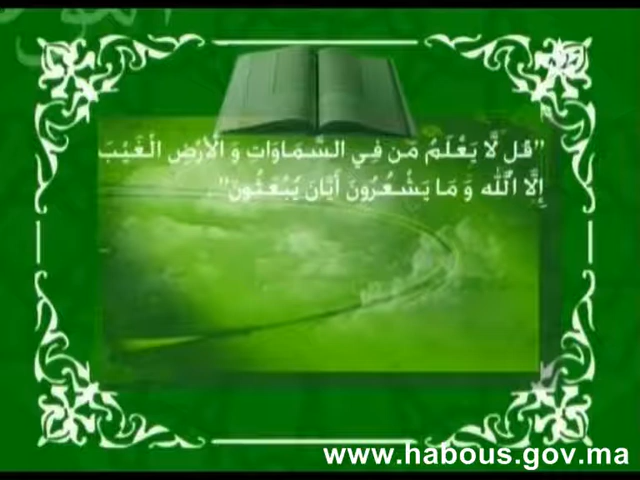 "قُل لَّا يَعْلَمُ مَن فِي السَّمَاوَاتِ وَ الْأَرْضِ الْغَيْبَ
إِلَّا اللَّه وَ مَا يَشْعُرُونَ أَيَّانَ يُبْعَثُونَ".
www.habous.gov.ma